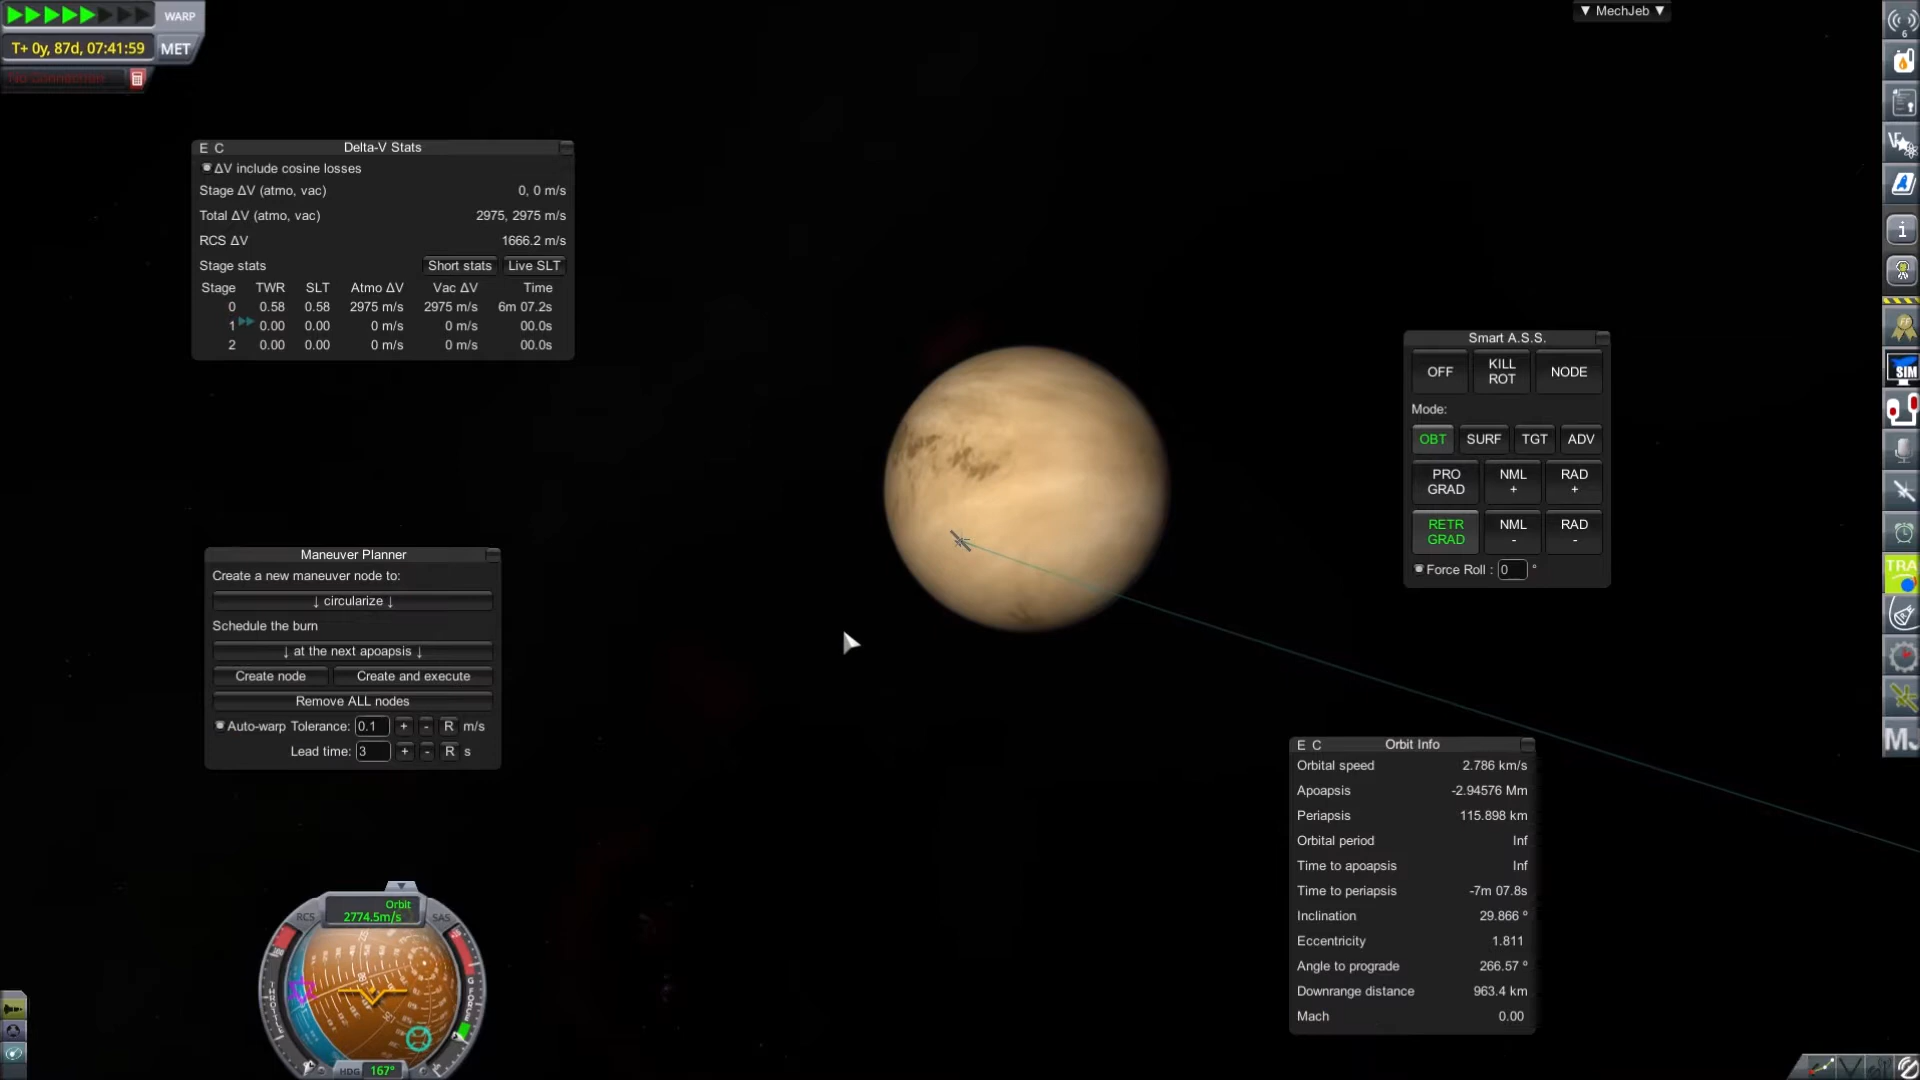 WARP
T+ 0y, 87d, 07:41:59 MET
No Connection
▼ MechJeb ▼
6
E C Delta-V Stats
ΔV include cosine losses
Stage ΔV (atmo, vac) 0, 0 m/s
Total ΔV (atmo, vac) 2975, 2975 m/s
RCS ΔV 1666.2 m/s
Stage stats Short stats Live SLT
Stage TWR SLT Atmo ΔV Vac ΔV Time
0 0.58 0.58 2975 m/s 2975 m/s 6m 07.2s
1 0.00 0.00 0 m/s 0 m/s 00.0s
2 0.00 0.00 0 m/s 0 m/s 00.0s
Smart A.S.S.
OFF KILL ROT NODE
Mode:
OBT SURF TGT ADV
PRO GRAD NML + RAD +
RETR GRAD NML - RAD -
Force Roll : 0 °
SIM
TRA
Maneuver Planner
Create a new maneuver node to:
↓ circularize ↓
Schedule the burn
↓ at the next apoapsis ↓
Create node Create and execute
Remove ALL nodes
Auto-warp Tolerance: 0.1 + - R m/s
Lead time: 3 + - R s
E C Orbit Info
Orbital speed 2.786 km/s
Apoapsis -2.94576 Mm
Periapsis 115.898 km
Orbital period Inf
Time to apoapsis Inf
Time to periapsis -7m 07.8s
Inclination 29.866 º
Eccentricity 1.811
Angle to prograde 266.57 º
Downrange distance 963.4 km
Mach 0.00
Orbit
RCS 2774.5m/s SAS
HDG 167°